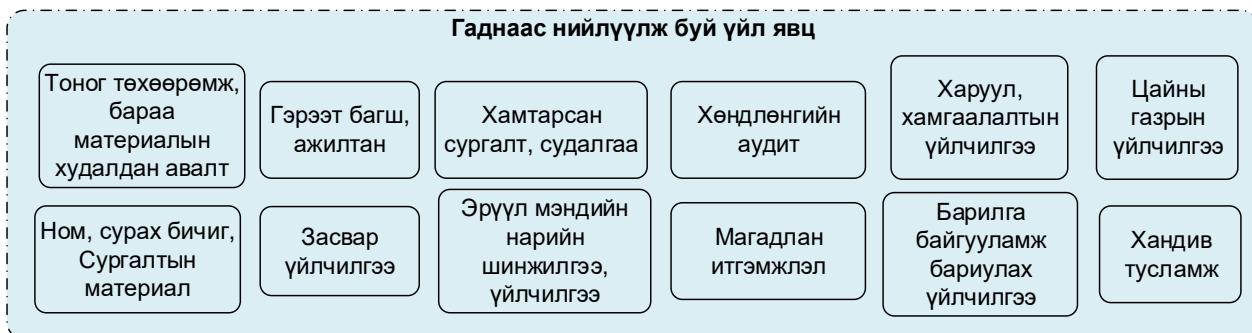 Гаднаас нийлүүлж буй үйл явц
Тоног төхөөрөмж,
бараа
материалын
худалдан авалт
Гэрээт багш,
ажилтан
Хамтарсан
сургалт, судалгаа
Хөндлөнгийн
аудит
Харуул,
хамгаалалтын
үйлчилгээ
Цайны
газрын
үйлчилгээ
Ном, сурах бичиг,
Сургалтын
материал
Засвар
үйлчилгээ
Эрүүл мэндийн
нарийн
шинжилгээ,
үйлчилгээ
Магадлан
итгэмжлэл
Барилга
байгууламж
бариулах
үйлчилгээ
Хандив
тусламж